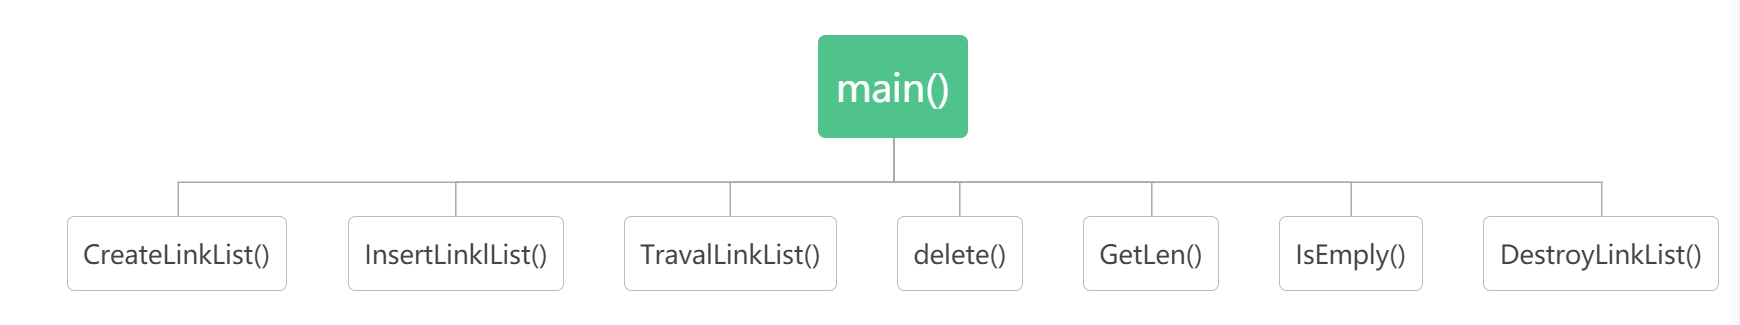 main()
CreateLinkList()
InsertLinklList()
TravalLinkList()
delete()
GetLen()
IsEmply()
DestroyLinkList()